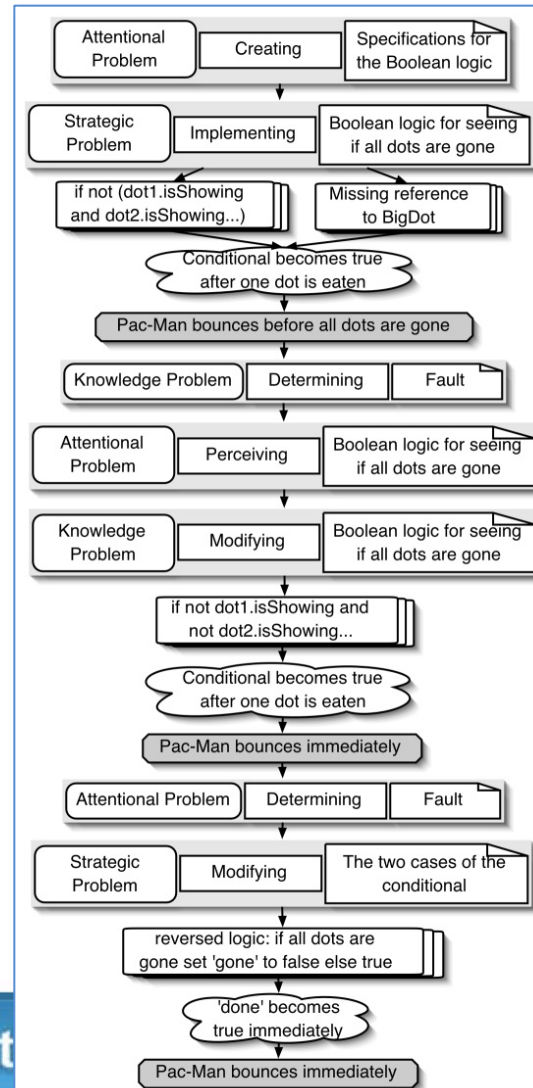 Attentional
Problem
Creating
Specifications for
the Boolean logic
Strategic
Problem
Implementing
Boolean logic for seeing
if all dots are gone
if not (dot1.isShowing
and dot2.isShowing...)
Missing reference
to BigDot
Conditional becomes true
after one dot is eaten
Pac-Man bounces before all dots are gone
Knowledge Problem
Determining
Fault
Attentional
Problem
Perceiving
Boolean logic for seeing
if all dots are gone
Knowledge
Problem
Modifying
Boolean logic for seeing
if all dots are gone
if not dot1.isShowing and
not dot2.isShowing...
Conditional becomes true
after one dot is eaten
Pac-Man bounces immediately
Attentional Problem
Determining
Fault
Strategic
Problem
Modifying
The two cases of the
conditional
reversed logic: if all dots are
gone set 'gone' to false else true
'done' becomes
true immediately
Pac-Man bounces immediately